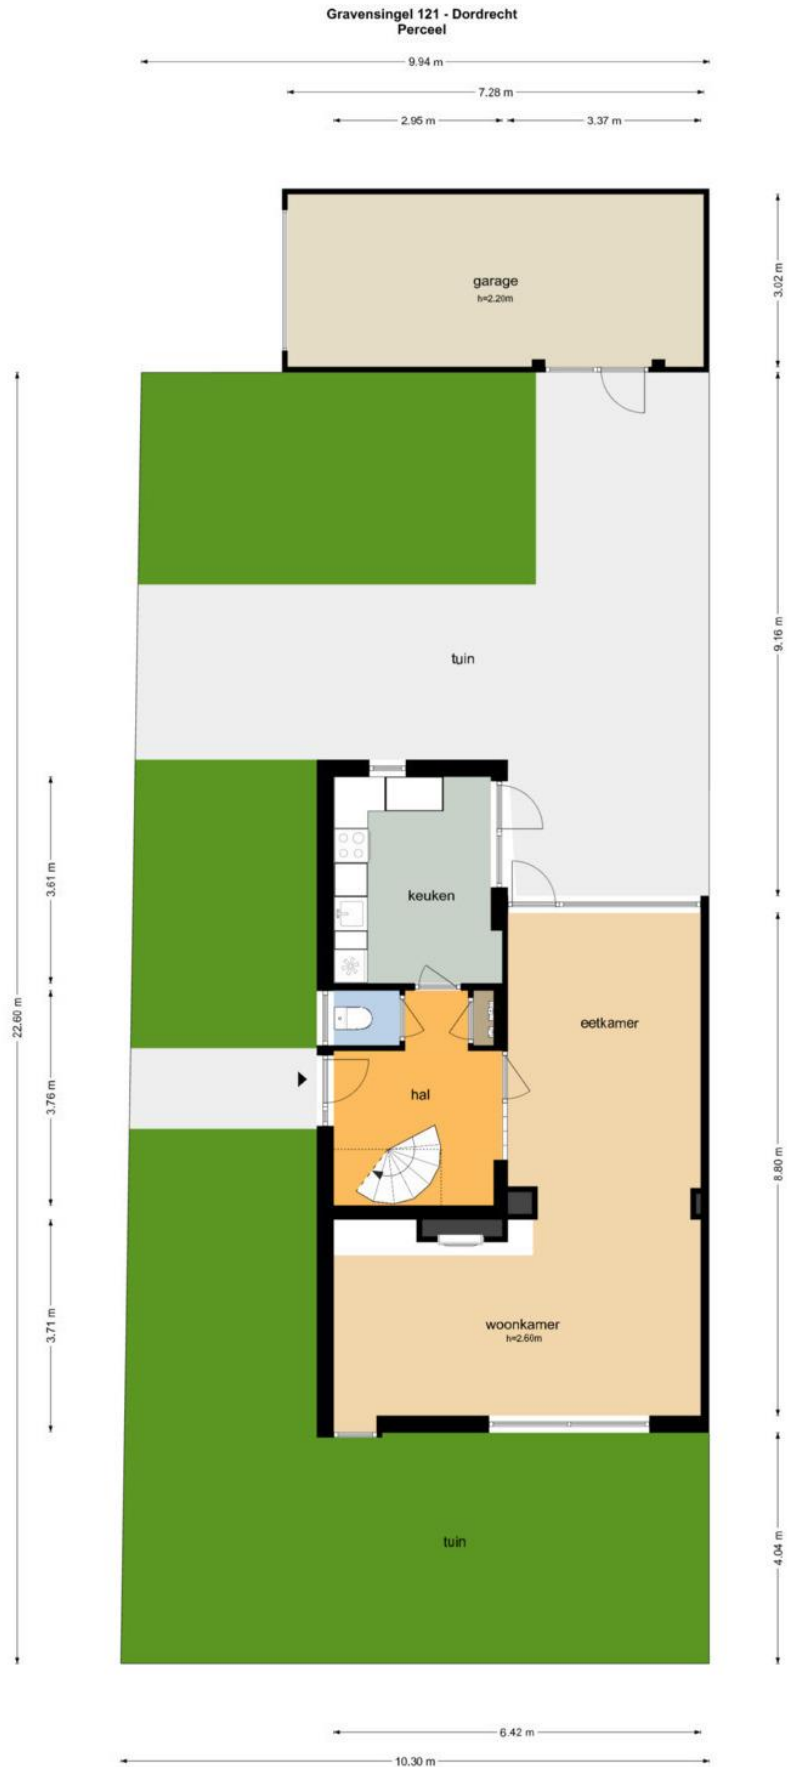 Gravensingel 121 - Dordrecht
Perceel
9.94 m
7.28 m
2.95 m
3.37 m
3.02 m
garage
h=2.20m
9.16 m
tuin
3.61 m
keuken
22.60 m
eetkamer
3.76 m
hal
8.80 m
3.71 m
woonkamer
h=2.60m
tuin
4.04 m
6.42 m
10.30 m